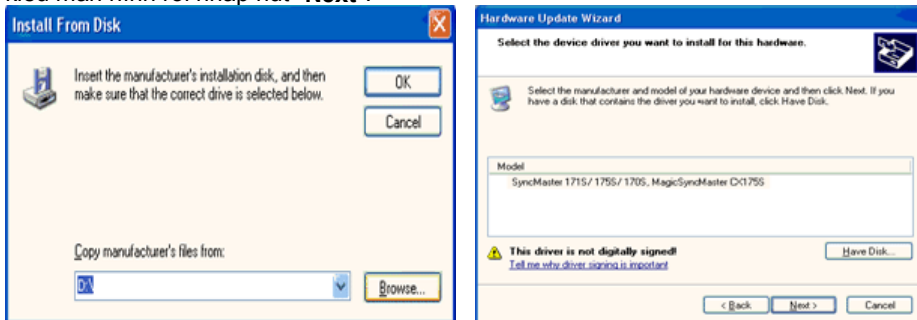 Install From Disk
Insert the manufacturer's installation disk, and then
make sure that the correct drive is selected below.
OK
Cancel
Copy manufacturer's files from:
D:\
Browse...
Hardware Update Wizard
Select the device driver you want to install for this hardware.
Select the manufacturer and model of your hardware device and then click Next. If you
have a disk that contains the driver you want to install, click Have Disk.
Model
SyncMaster 171S/ 175S/ 170S, MagicSyncMaster CX175S
This driver is not digitally signed!
Tell me why driver signing is important
Have Disk...
< Back
Next >
Cancel